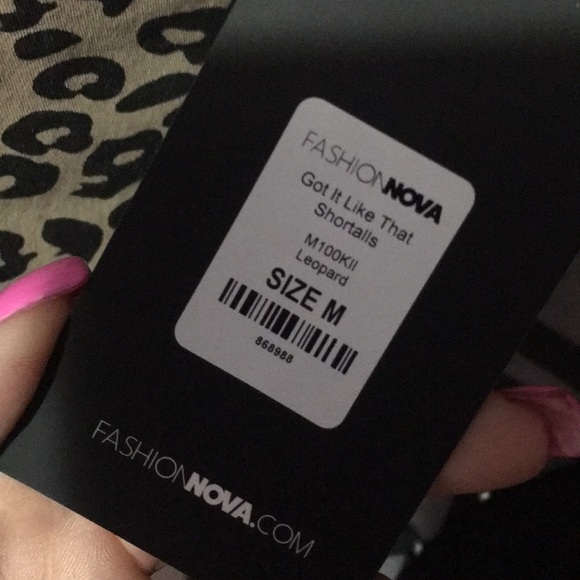 FASHIONNOVA
Got It Like That
Shortalls
M100KII
Leopard
SIZE M
868988
FASHIONNOVA.COM